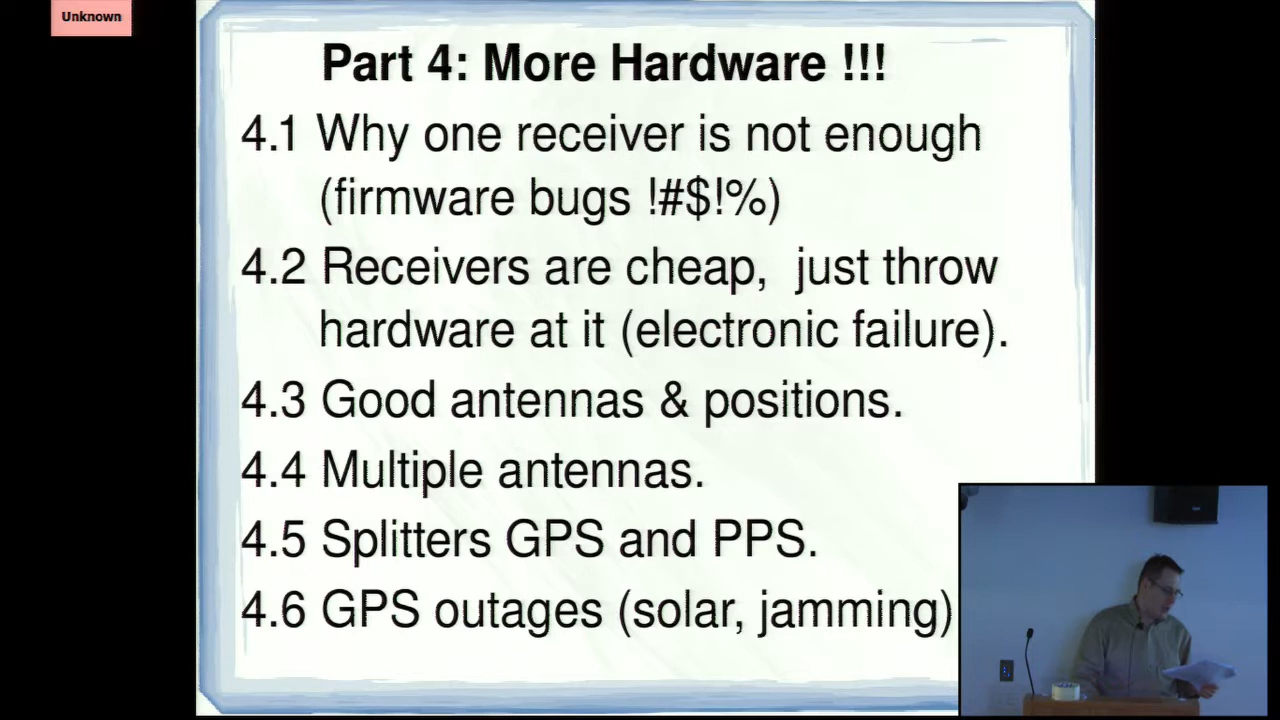 Unknown
Part 4: More Hardware !!!
4.1 Why one receiver is not enough
(firmware bugs !#$!%)
4.2 Receivers are cheap, just throw
hardware at it (electronic failure).
4.3 Good antennas & positions.
4.4 Multiple antennas.
4.5 Splitters GPS and PPS.
4.6 GPS outages (solar, jamming)